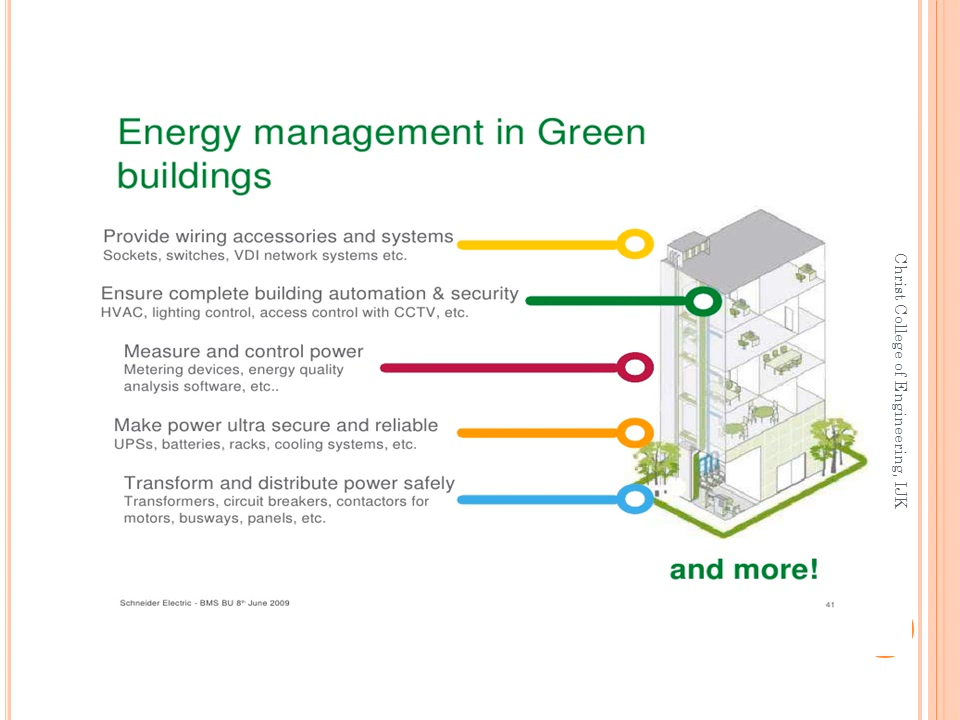 Energy management in Green
buildings
Provide wiring accessories and systems
Sockets, switches, VDI network systems etc.
Ensure complete building automation & security
HVAC, lighting control, access control with CCTV, etc.
Measure and control power
Metering devices, energy quality
analysis software, etc..
Make power ultra secure and reliable
UPSs, batteries, racks, cooling systems, etc.
Transform and distribute power safely
Transformers, circuit breakers, contactors for
motors, busways, panels, etc.
and more!
Schneider Electric - BMS BU 8th June 2009
41
Christ College of Engineering, IJK